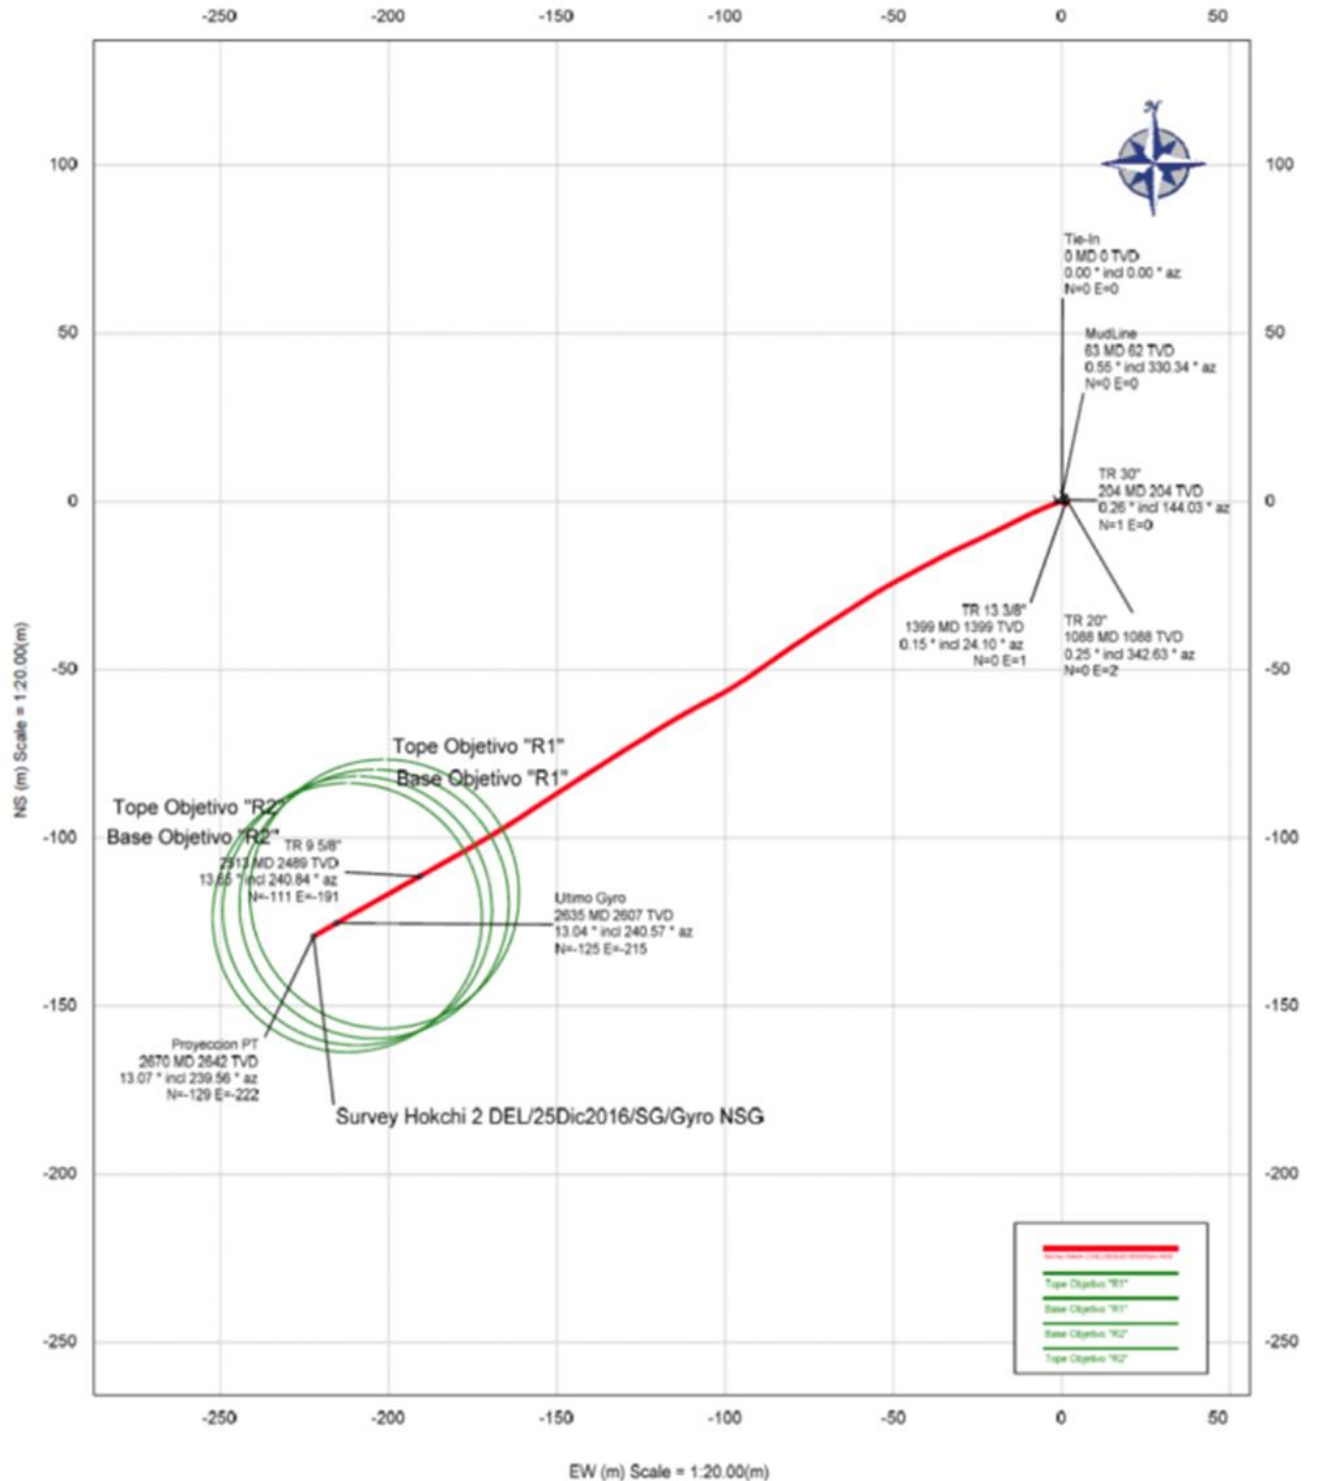 -250 -200 -150 -100 -50 0 50
N
100 100
Tie-In
0 MD 0 TVD
0.00 ° incl 0.00 ° az
N=0 E=0
50 50
MudLine
63 MD 62 TVD
0.55 ° incl 330.34 ° az
N=0 E=0
TR 30"
204 MD 204 TVD
0.26 ° incl 144.03 ° az
N=1 E=0
0 0
TR 13 3/8"
1399 MD 1399 TVD
0.15 ° incl 24.10 ° az
N=0 E=1
TR 20"
1088 MD 1088 TVD
0.25 ° incl 342.63 ° az
N=0 E=2
-50 -50
NS (m) Scale = 1:20.00(m)
Tope Objetivo "R1"
Base Objetivo "R1"
Tope Objetivo "R2"
Base Objetivo "R2"
-100 -100
TR 9 5/8"
2513 MD 2489 TVD
incl 240.84 ° az
N=-111 E=-191
Utimo Gyro
2635 MD 2607 TVD
13.04 ° incl 240.57 ° az
N=-125 E=-215
-150 -150
Proyeccion PT
2670 MD 2642 TVD
13.07 ° incl 239.56 ° az
N=-129 E=-222
Survey Hokchi 2 DEL/25Dic2016/SG/Gyro NSG
-200 -200
-250 -250
Tope Objetivo "R1"
Base Objetivo "R1"
Base Objetivo "R2"
Tope Objetivo "R2"
-250 -200 -150 -100 -50 0 50
EW (m) Scale = 1:20.00(m)